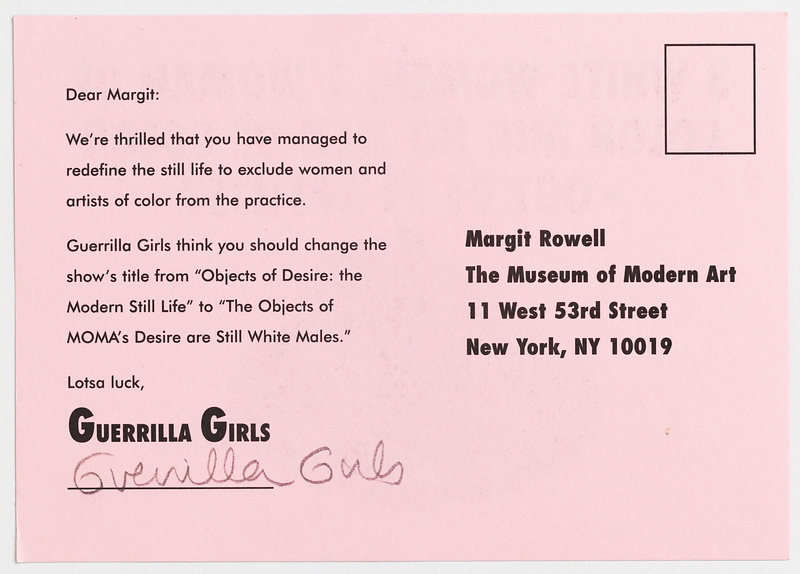 Dear Margit:
We're thrilled that you have managed to
redefine the still life to exclude women and
artists of color from the practice.
Guerrilla Girls think you should change the
show's title from “Objects of Desire: the
Modern Still Life” to “The Objects of
MOMA's Desire are Still White Males.”
Lotsa luck,
GUERRILLA GIRLS
Guerrilla Girls
Margit Rowell
The Museum of Modern Art
11 West 53rd Street
New York, NY 10019